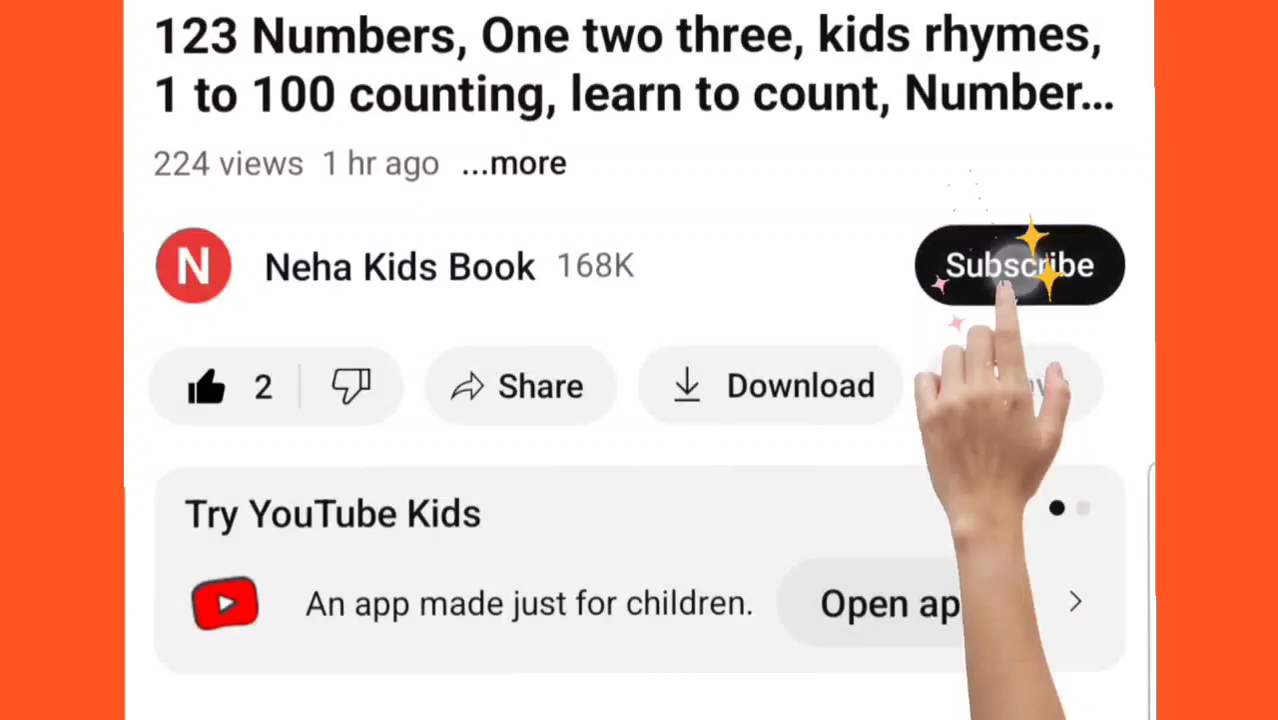 123 Numbers, One two three, kids rhymes,
1 to 100 counting, learn to count, Number...
224 views 1 hr ago ...more
N Neha Kids Book 168K Subscribe
2 Share Download
Try YouTube Kids
An app made just for children. Open ap